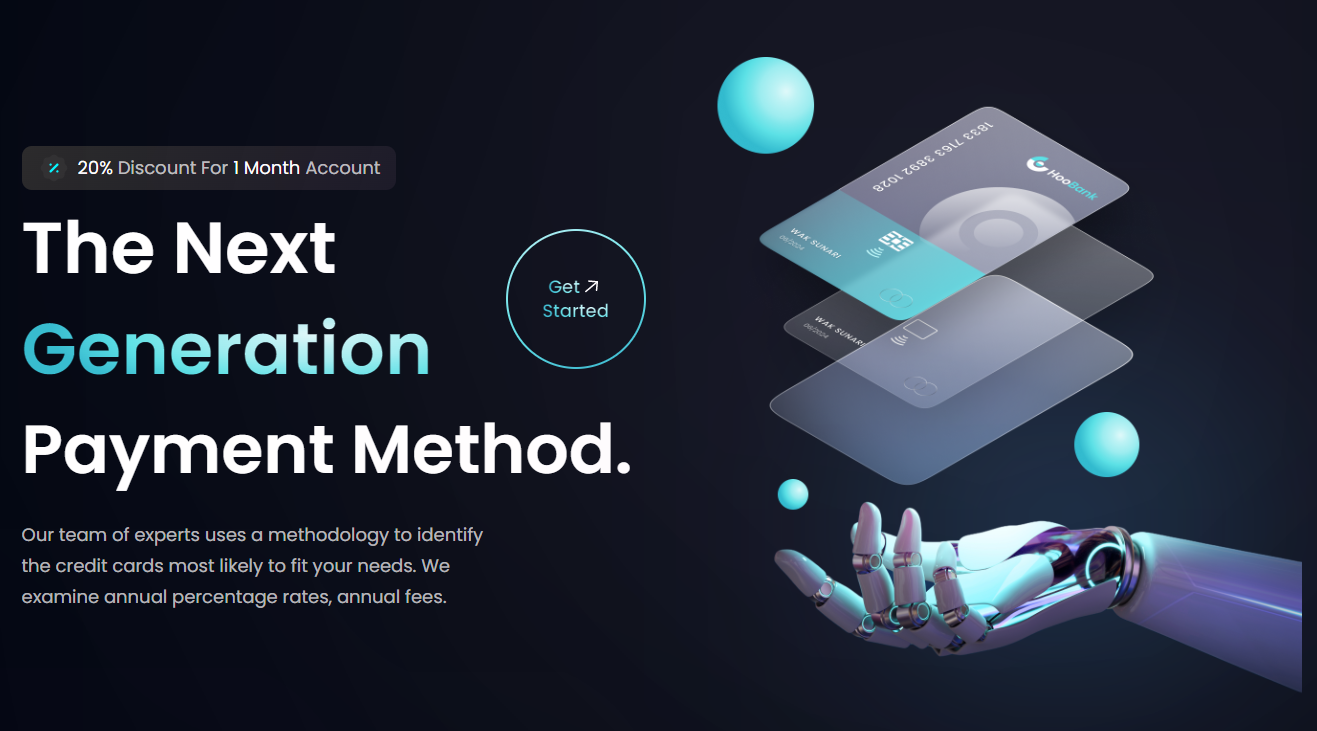 20% Discount For 1 Month Account
The Next
Generation
Payment Method.
Get
Started
Our team of experts uses a methodology to identify
the credit cards most likely to fit your needs. We
examine annual percentage rates, annual fees.
1833 7163 3892 1028
HooBank
WAK SUNARI
06/2024
WAK SUNARI
06/2024